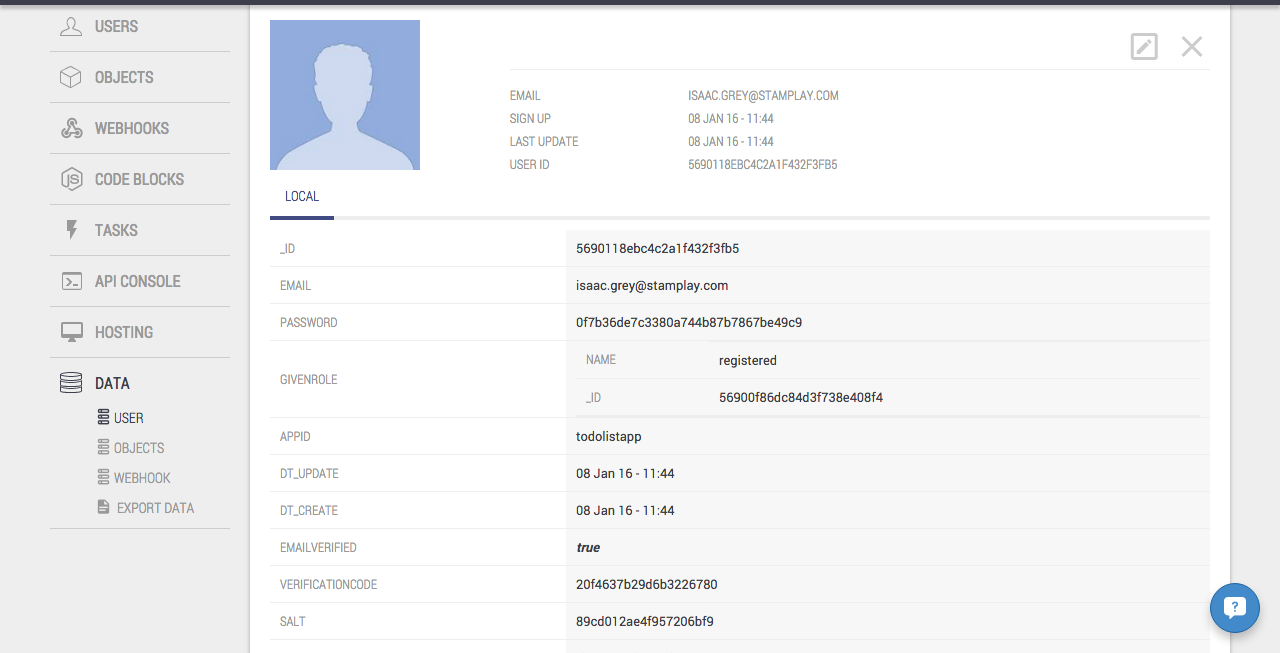 USERS
OBJECTS
WEBHOOKS
JS CODE BLOCKS
TASKS
API CONSOLE
HOSTING
DATA
USER
OBJECTS
WEBHOOK
EXPORT DATA
EMAIL ISAAC.GREY@STAMPLAY.COM
SIGN UP 08 JAN 16 - 11:44
LAST UPDATE 08 JAN 16 - 11:44
USER ID 5690118EBC4C2A1F432F3FB5
LOCAL
_ID 5690118ebc4c2a1f432f3fb5
EMAIL isaac.grey@stamplay.com
PASSWORD 0f7b36de7c3380a744b87b7867be49c9
GIVENROLE
NAME registered
_ID 56900f86dc84d3f738e408f4
APPID todolistapp
DT_UPDATE 08 Jan 16 - 11:44
DT_CREATE 08 Jan 16 - 11:44
EMAILVERIFIED true
VERIFICATIONCODE 20f4637b29d6b3226780
SALT 89cd012ae4f957206bf9
?